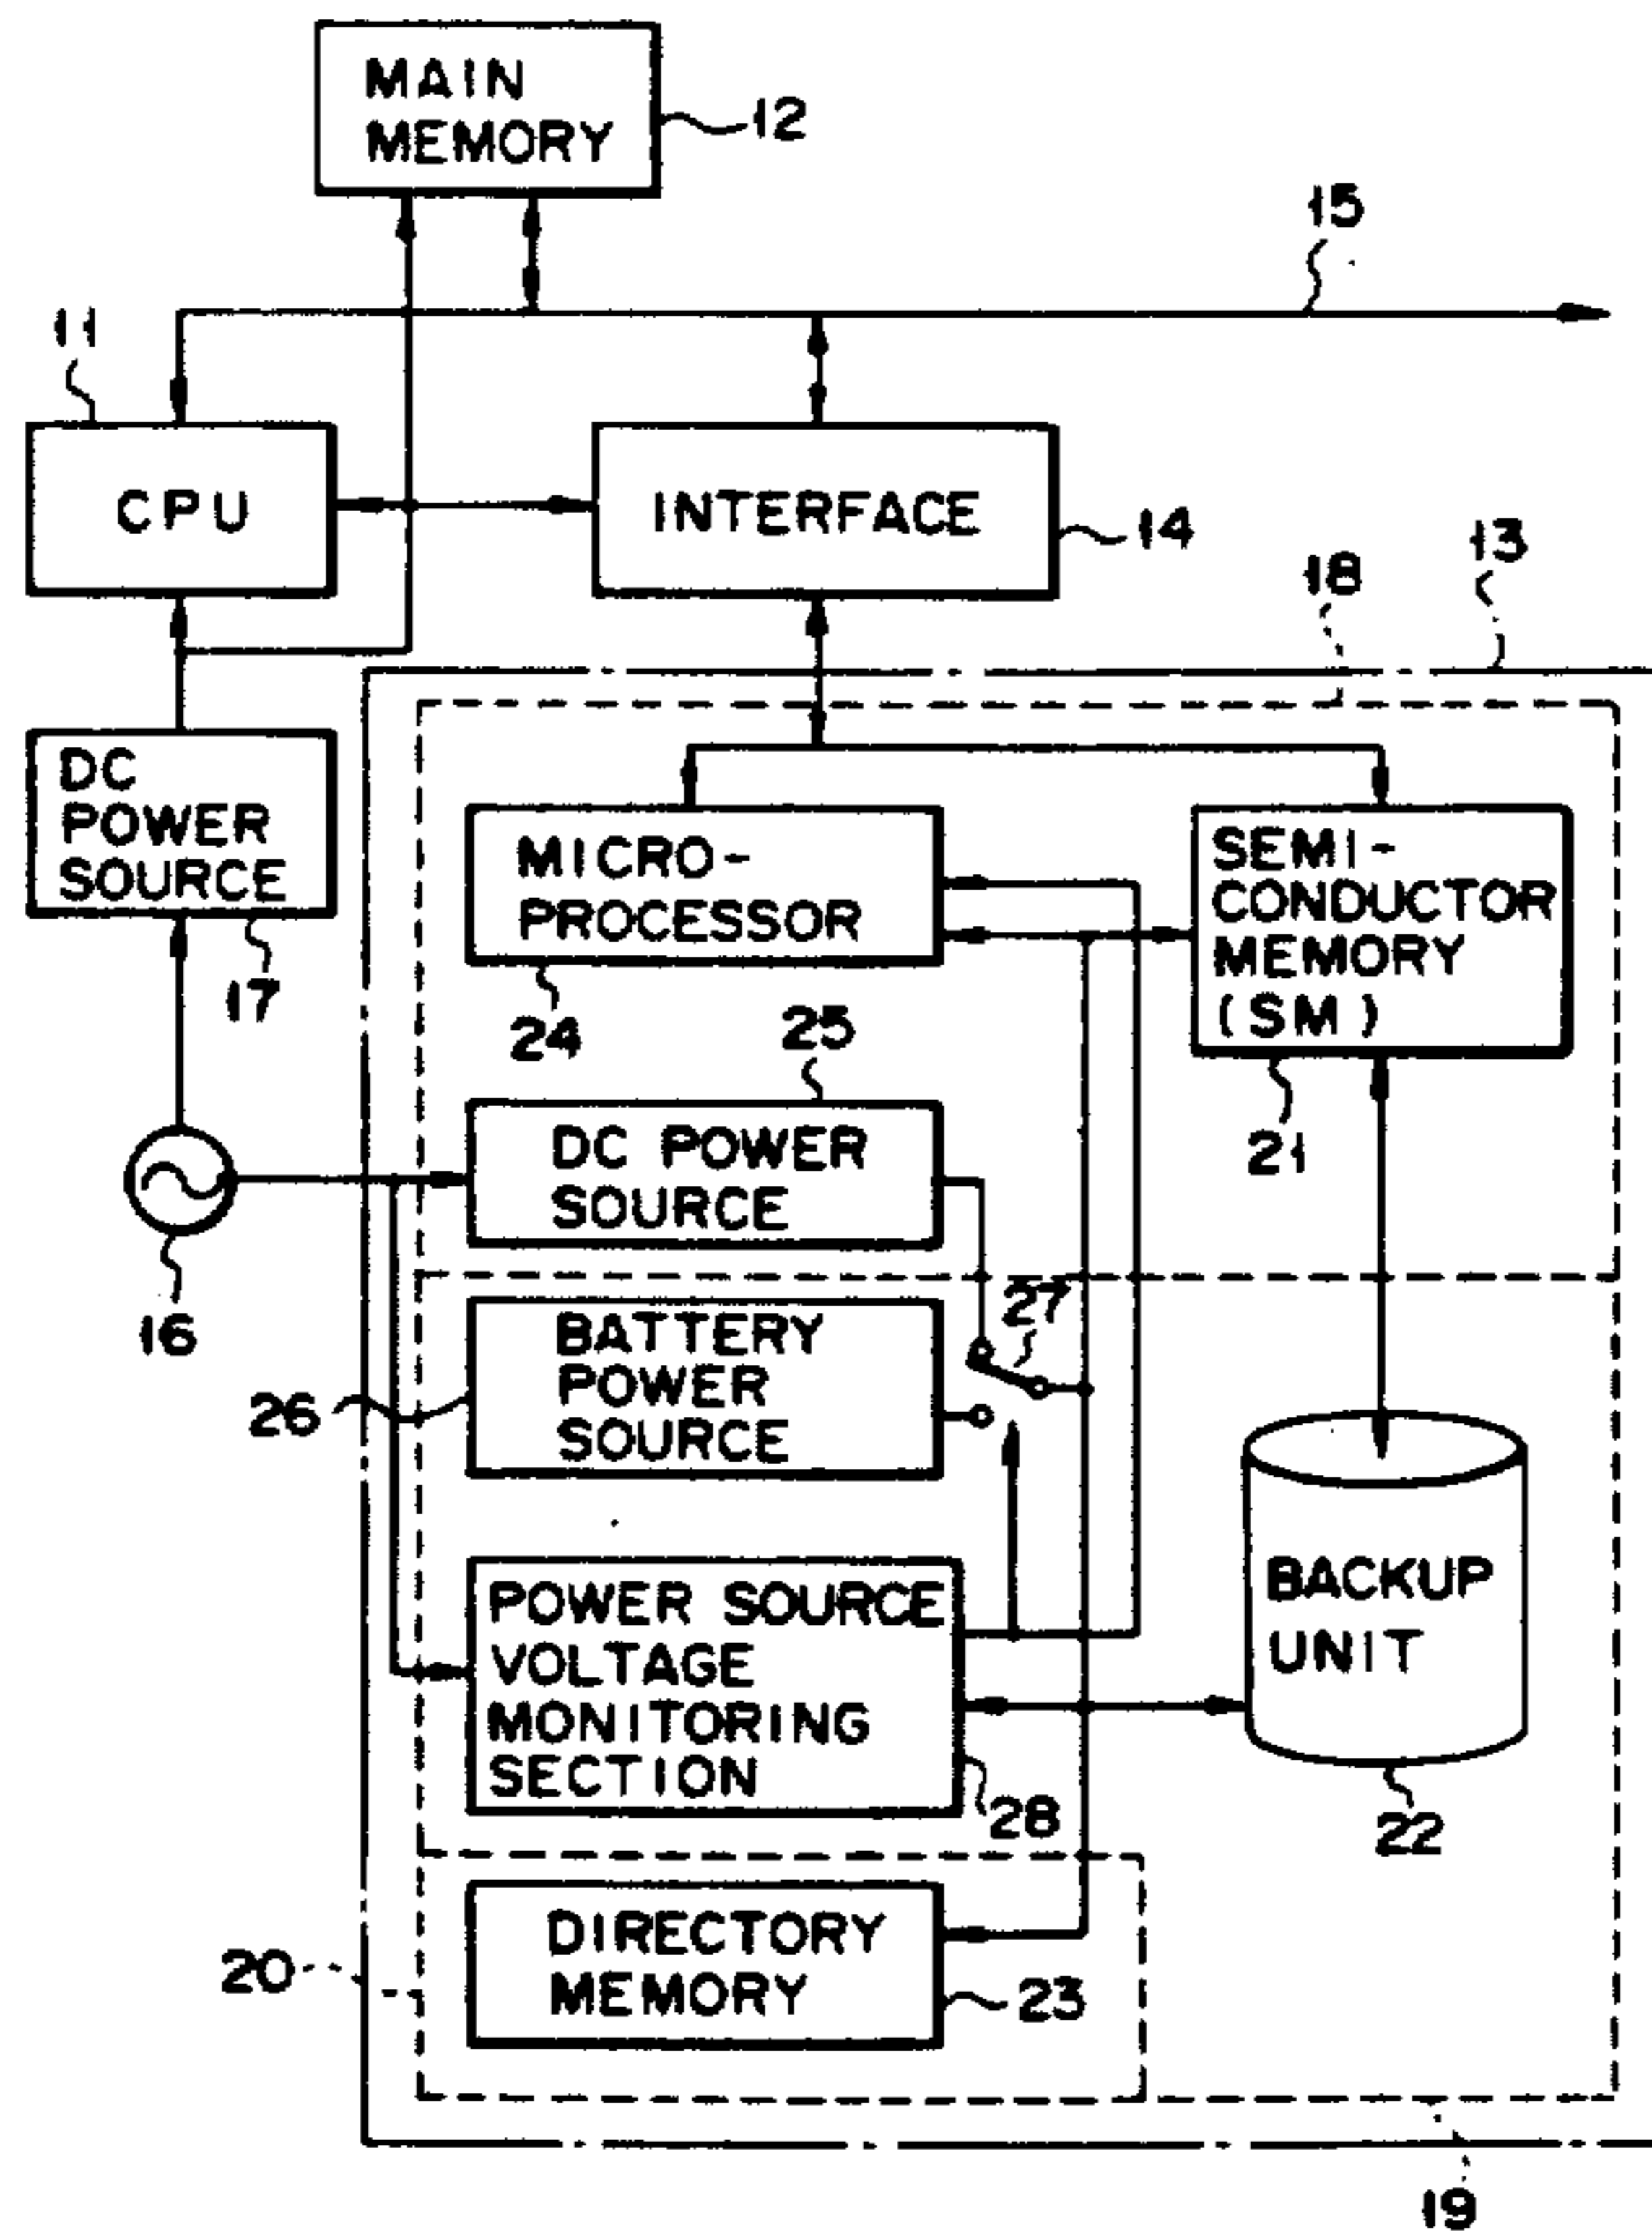 MAIN
MEMORY
12
15
11
CPU
INTERFACE
14
13
18
DC
POWER
SOURCE
17
MICRO-
PROCESSOR
24
SEMI-
CONDUCTOR
MEMORY
(SM)
21
25
DC POWER
SOURCE
16
27
BATTERY
POWER
SOURCE
26
POWER SOURCE
VOLTAGE
MONITORING
SECTION
28
BACKUP
UNIT
22
DIRECTORY
MEMORY
23
20
19